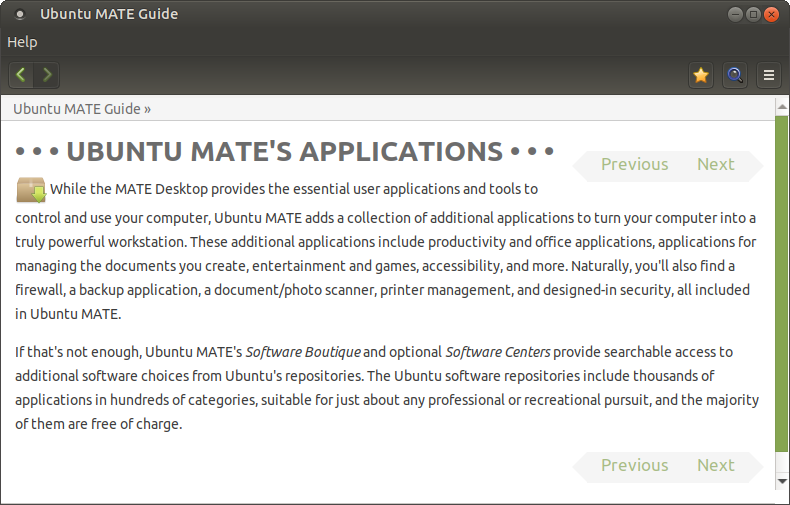 Ubuntu MATE Guide
Help
Ubuntu MATE Guide »
• • • UBUNTU MATE'S APPLICATIONS • • •
Previous Next
While the MATE Desktop provides the essential user applications and tools to
control and use your computer, Ubuntu MATE adds a collection of additional applications to turn your computer into a
truly powerful workstation. These additional applications include productivity and office applications, applications for
managing the documents you create, entertainment and games, accessibility, and more. Naturally, you'll also find a
firewall, a backup application, a document/photo scanner, printer management, and designed-in security, all included
in Ubuntu MATE.
If that's not enough, Ubuntu MATE's Software Boutique and optional Software Centers provide searchable access to
additional software choices from Ubuntu's repositories. The Ubuntu software repositories include thousands of
applications in hundreds of categories, suitable for just about any professional or recreational pursuit, and the majority
of them are free of charge.
Previous Next